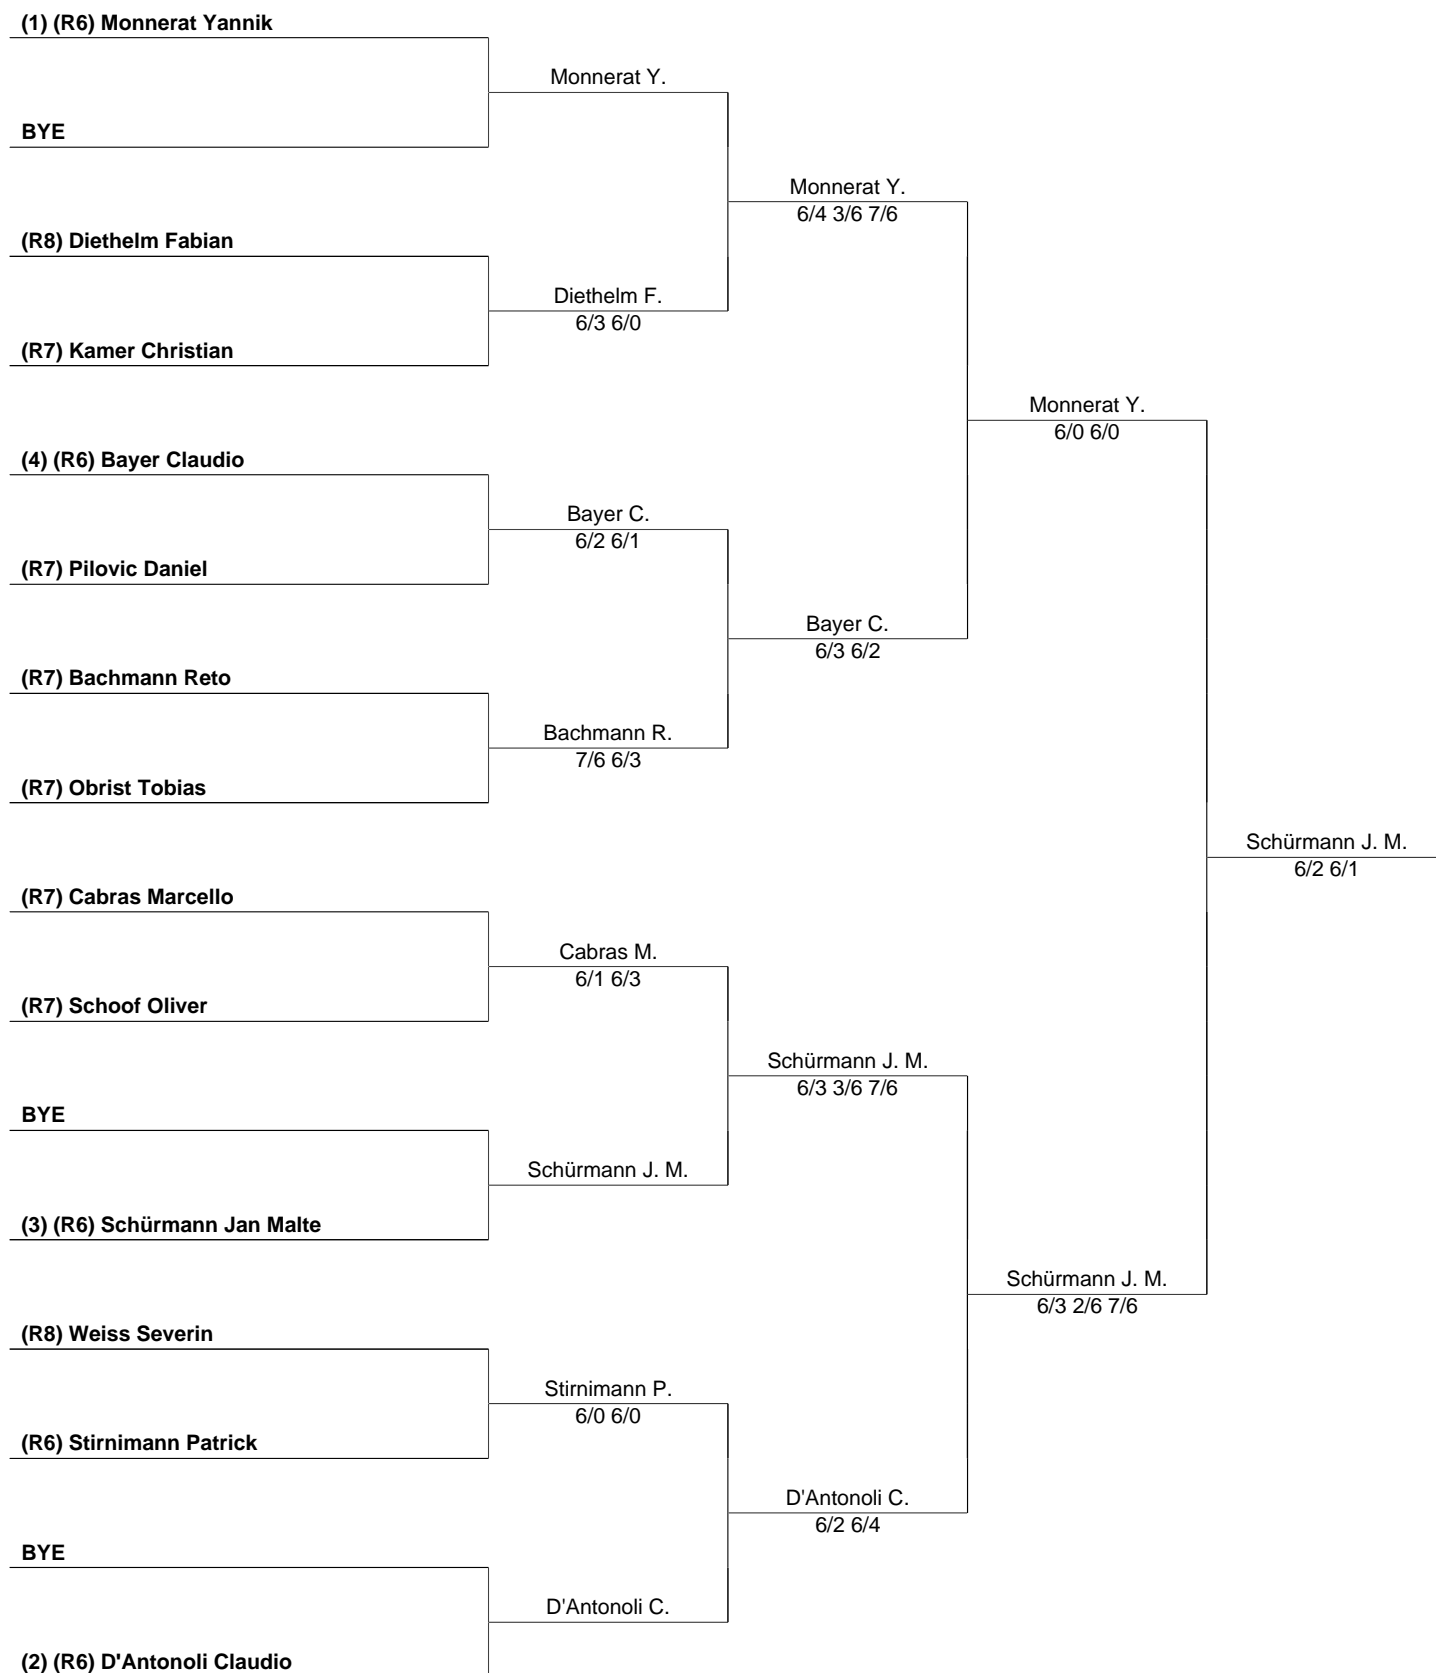 (1) (R6) Monnerat Yannik
Monnerat Y.
BYE
Monnerat Y.
6/4 3/6 7/6
(R8) Diethelm Fabian
Diethelm F.
6/3 6/0
(R7) Kamer Christian
Monnerat Y.
6/0 6/0
(4) (R6) Bayer Claudio
Bayer C.
6/2 6/1
(R7) Pilovic Daniel
Bayer C.
6/3 6/2
(R7) Bachmann Reto
Bachmann R.
7/6 6/3
(R7) Obrist Tobias
Schürmann J. M.
6/2 6/1
(R7) Cabras Marcello
Cabras M.
6/1 6/3
(R7) Schoof Oliver
Schürmann J. M.
6/3 3/6 7/6
BYE
Schürmann J. M.
(3) (R6) Schürmann Jan Malte
Schürmann J. M.
6/3 2/6 7/6
(R8) Weiss Severin
Stirnimann P.
6/0 6/0
(R6) Stirnimann Patrick
D'Antonoli C.
6/2 6/4
BYE
D'Antonoli C.
(2) (R6) D'Antonoli Claudio